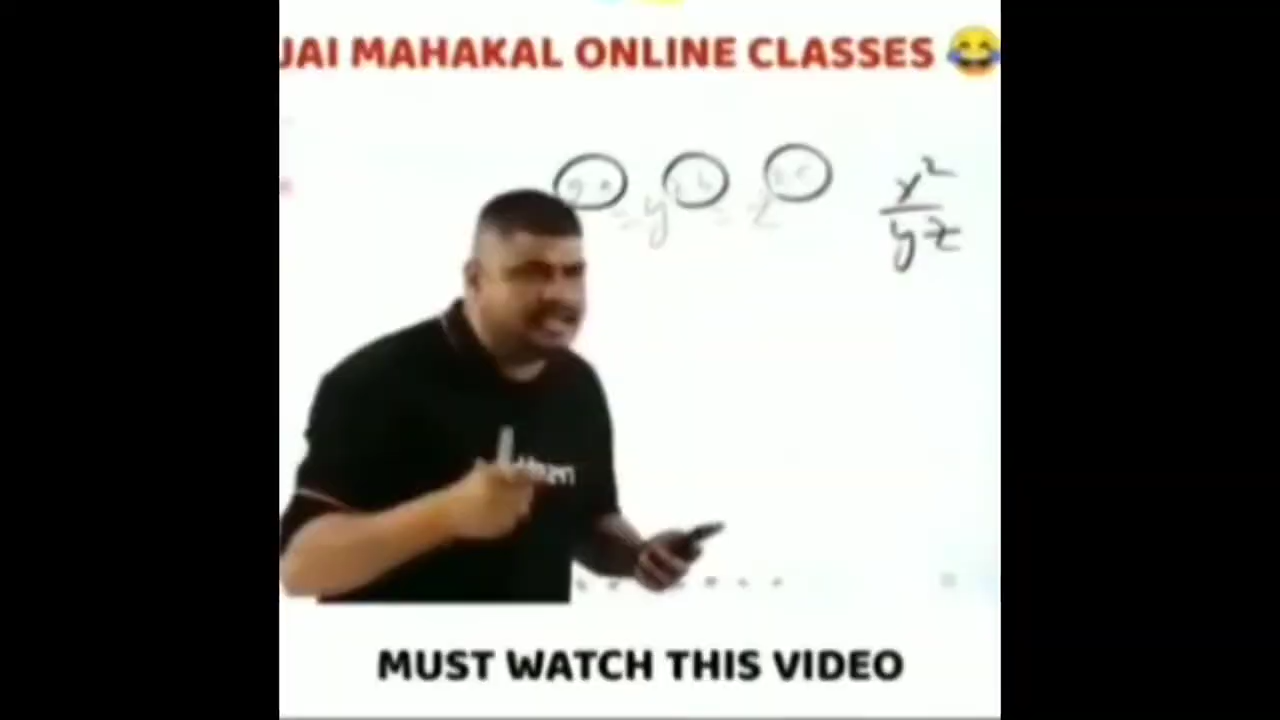 JAI MAHAKAL ONLINE CLASSES 😂
= y = z
x²
yz
MUST WATCH THIS VIDEO